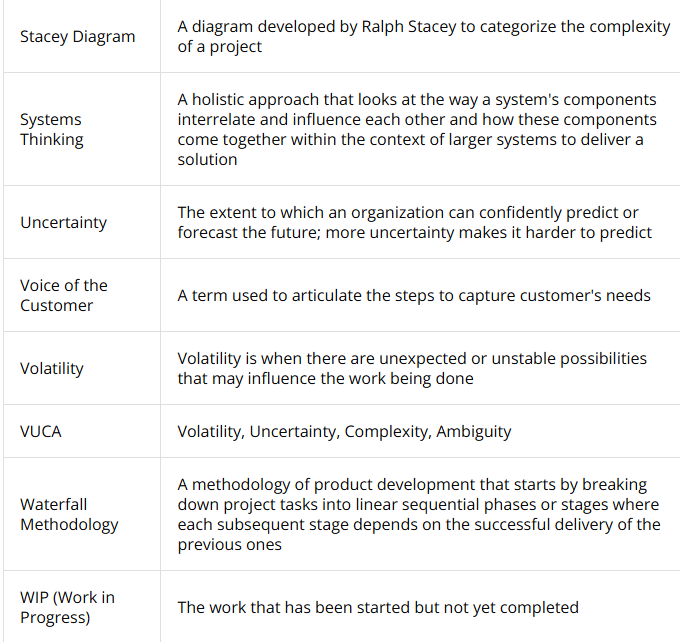 Stacey Diagram
A diagram developed by Ralph Stacey to categorize the complexity
of a project
Systems
Thinking
A holistic approach that looks at the way a system's components
interrelate and influence each other and how these components
come together within the context of larger systems to deliver a
solution
Uncertainty
The extent to which an organization can confidently predict or
forecast the future; more uncertainty makes it harder to predict
Voice of the
Customer
A term used to articulate the steps to capture customer's needs
Volatility
Volatility is when there are unexpected or unstable possibilities
that may influence the work being done
VUCA
Volatility, Uncertainty, Complexity, Ambiguity
Waterfall
Methodology
A methodology of product development that starts by breaking
down project tasks into linear sequential phases or stages where
each subsequent stage depends on the successful delivery of the
previous ones
WIP (Work in
Progress)
The work that has been started but not yet completed